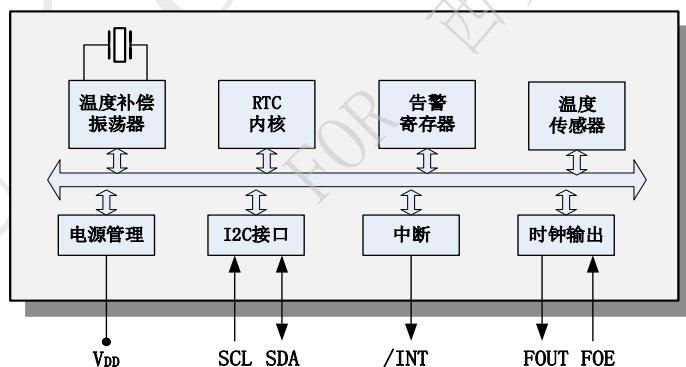 温度补偿
振荡器
RTC
内核
告警
寄存器
温度
传感器
电源管理
I2C接口
中断
时钟输出
VDD
SCL SDA
/INT
FOUT FOE
FOR
西